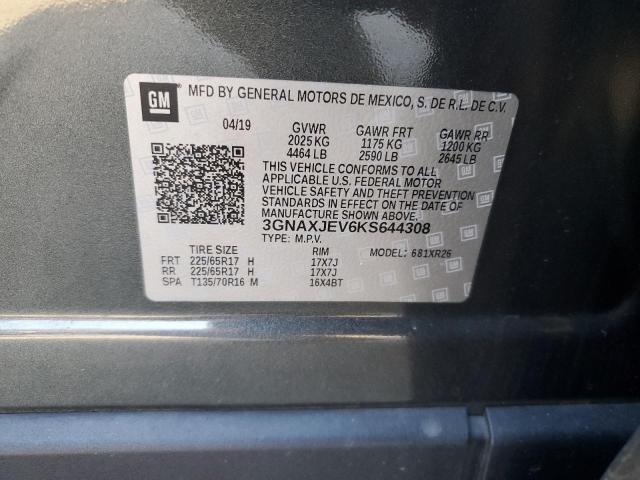 GM MFD BY GENERAL MOTORS DE MEXICO, S. DE R.L. DE C.V.
04/19 GVWR GAWR FRT GAWR RR
2025 KG 1175 KG 1200 KG
4464 LB 2590 LB 2645 LB
THIS VEHICLE CONFORMS TO ALL
APPLICABLE U.S. FEDERAL MOTOR
VEHICLE SAFETY AND THEFT PREVENTION
STANDARDS IN EFFECT ON THE DATE OF
MANUFACTURE SHOWN ABOVE.
3GNAXJEV6KS644308
TYPE: M.P.V. MODEL: 681XR26
TIRE SIZE RIM
FRT 225/65R17 H 17X7J
RR 225/65R17 H 17X7J
SPA T135/70R16 M 16X4BT